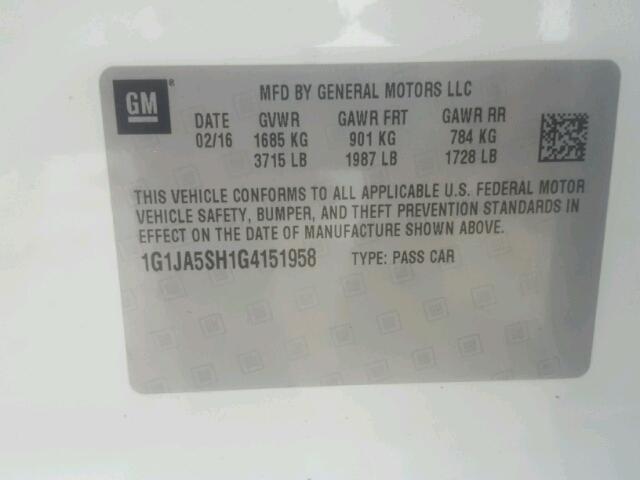 GM®
MFD BY GENERAL MOTORS LLC
DATE GVWR GAWR FRT GAWR RR
02/16 1685 KG 901 KG 784 KG
3715 LB 1987 LB 1728 LB
THIS VEHICLE CONFORMS TO ALL APPLICABLE U.S. FEDERAL MOTOR
VEHICLE SAFETY, BUMPER, AND THEFT PREVENTION STANDARDS IN
EFFECT ON THE DATE OF MANUFACTURE SHOWN ABOVE.
1G1JA5SH1G4151958 TYPE: PASS CAR